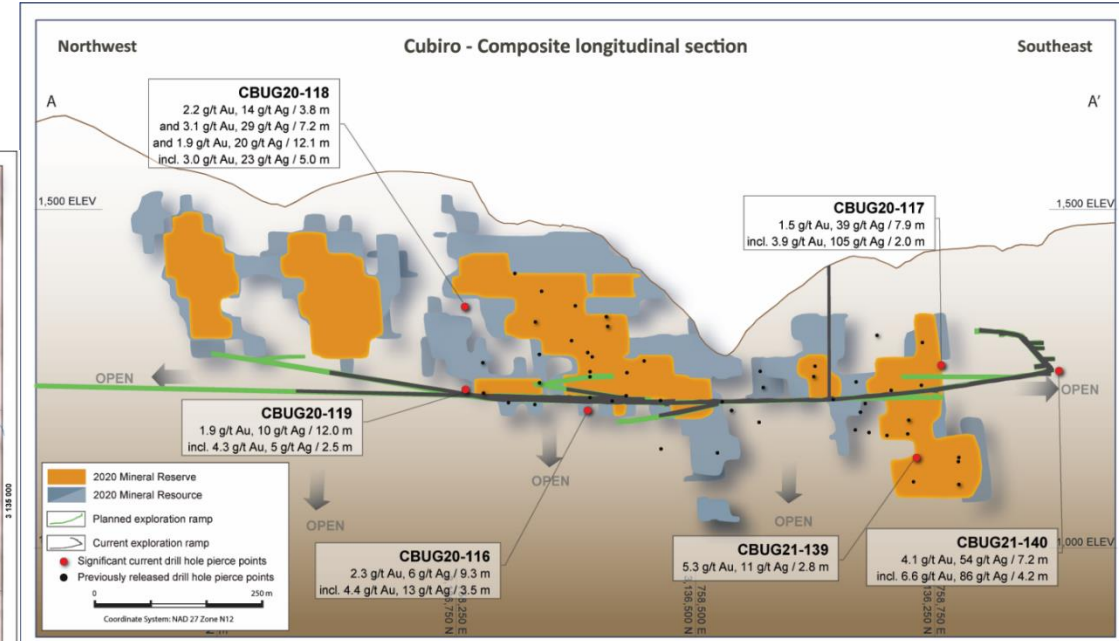 Northwest
Cubiro - Composite longitudinal section
Southeast
A
A'
CBUG20-118
2.2 g/t Au, 14 g/t Ag / 3.8 m
and 3.1 g/t Au, 29 g/t Ag / 7.2 m
and 1.9 g/t Au, 20 g/t Ag / 12.1 m
incl. 3.0 g/t Au, 23 g/t Ag / 5.0 m
1,500 ELEV
1,500 ELEV
CBUG20-117
1.5 g/t Au, 39 g/t Ag / 7.9 m
incl. 3.9 g/t Au, 105 g/t Ag / 2.0 m
OPEN
OPEN
CBUG20-119
1.9 g/t Au, 10 g/t Ag / 12.0 m
incl. 4.3 g/t Au, 5 g/t Ag / 2.5 m
OPEN
OPEN
OPEN
2020 Mineral Reserve
2020 Mineral Resource
Planned exploration ramp
Current exploration ramp
Significant current drill hole pierce points
Previously released drill hole pierce points
0
250 m
Coordinate System: NAD 27 Zone N12
CBUG20-116
2.3 g/t Au, 6 g/t Ag / 9.3 m
incl. 4.4 g/t Au, 13 g/t Ag / 3.5 m
CBUG21-139
5.3 g/t Au, 11 g/t Ag / 2.8 m
CBUG21-140
4.1 g/t Au, 54 g/t Ag / 7.2 m
incl. 6.6 g/t Au, 86 g/t Ag / 4.2 m
1,000 ELEV
3 135 000
3,136,500 N
758,500 E
3,136,250 N
758,750 E